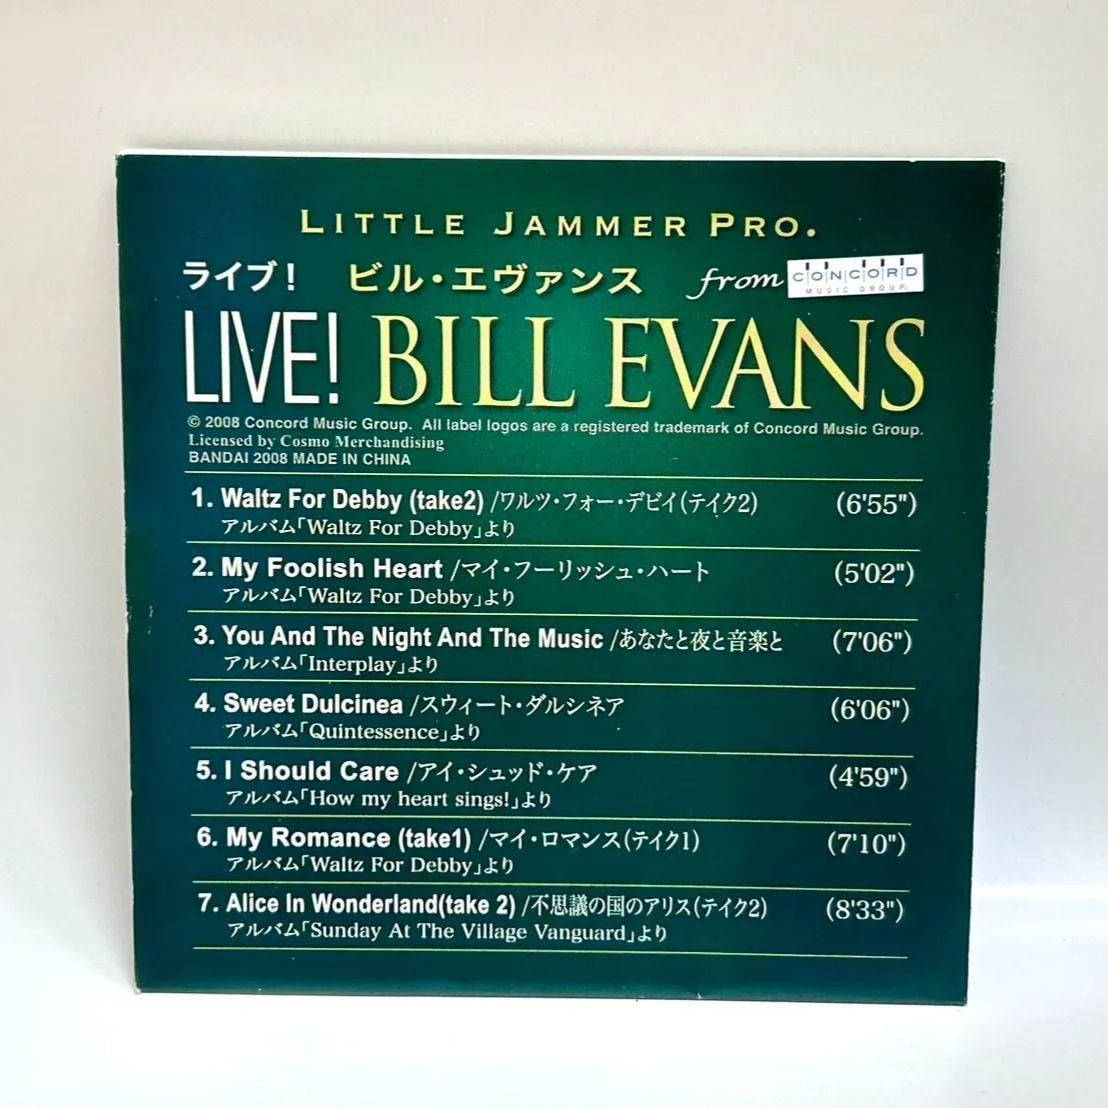 LITTLE JAMMER PRO.
ライブ! ビル・エヴァンス from CONCORD MUSIC GROUP
LIVE! BILL EVANS
© 2008 Concord Music Group. All label logos are a registered trademark of Concord Music Group.
Licensed by Cosmo Merchandising
BANDAI 2008 MADE IN CHINA
1. Waltz For Debby (take2) /ワルツ・フォー・デビイ(テイク2) (6'55")
アルバム「Waltz For Debby」より
2. My Foolish Heart /マイ・フーリッシュ・ハート (5'02")
アルバム「Waltz For Debby」より
3. You And The Night And The Music /あなたと夜と音楽と (7'06")
アルバム「Interplay」より
4. Sweet Dulcinea /スウィート・ダルシネア (6'06")
アルバム「Quintessence」より
5. I Should Care /アイ・シュッド・ケア (4'59")
アルバム「How my heart sings!」より
6. My Romance (take1) /マイ・ロマンス(テイク1) (7'10")
アルバム「Waltz For Debby」より
7. Alice In Wonderland(take 2) /不思議の国のアリス(テイク2) (8'33")
アルバム「Sunday At The Village Vanguard」より